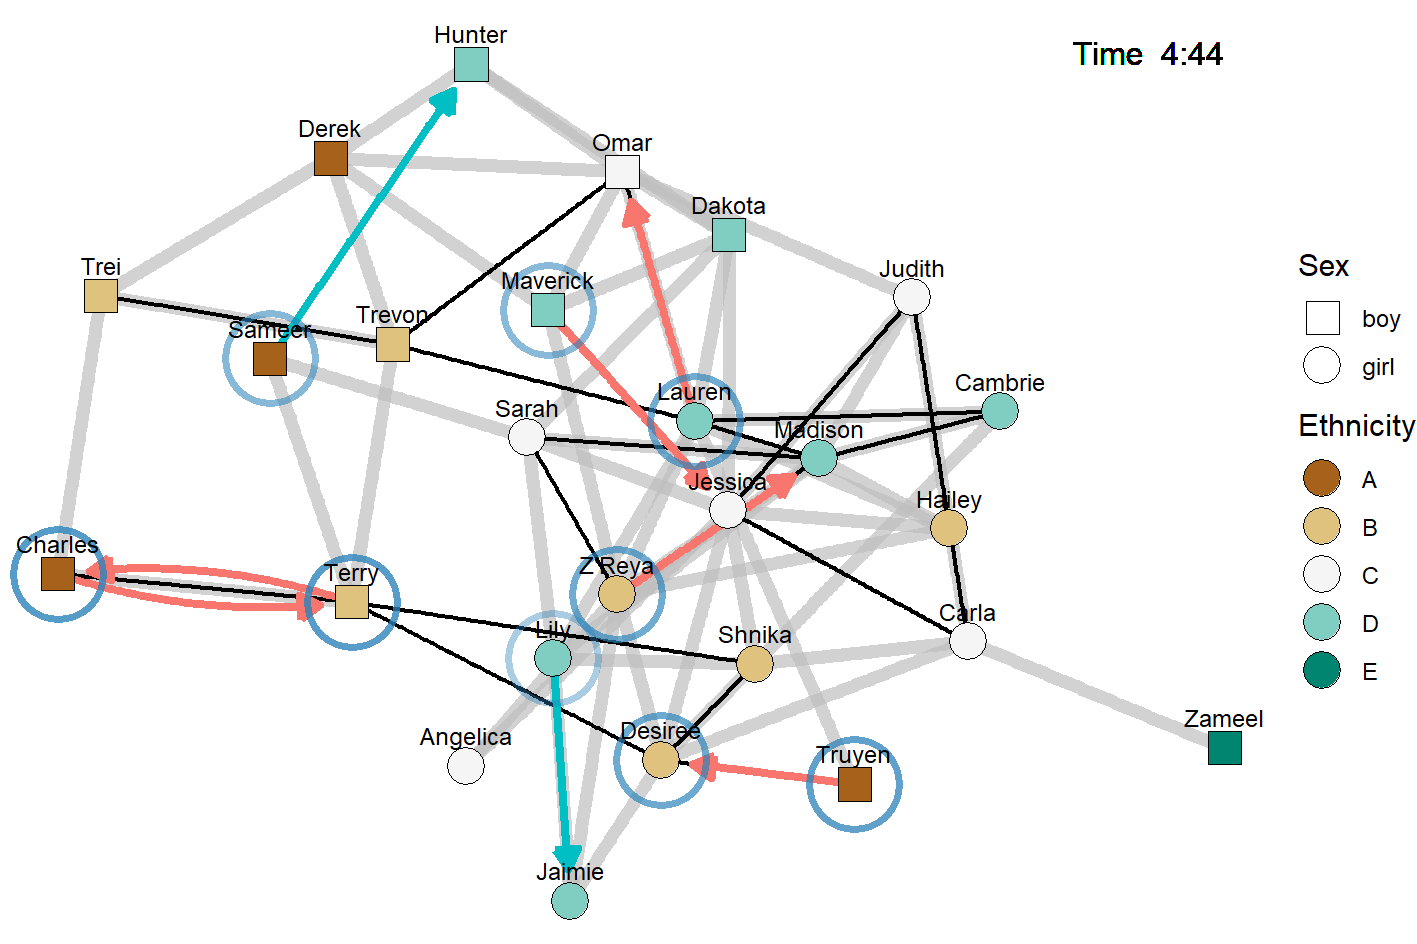 Hunter
Time 4:44
Derek
Omar
Dakota
Trei
Judith
Maverick
Trevon
Sameer
Cambrie
Lauren
Sarah
Madison
Jessica
Hailey
Charles
Terry
Z'Reya
Lily
Shnika
Carla
Angelica
Desiree
Truyen
Zameel
Jaimie
Sex
boy
girl
Ethnicity
A
B
C
D
E